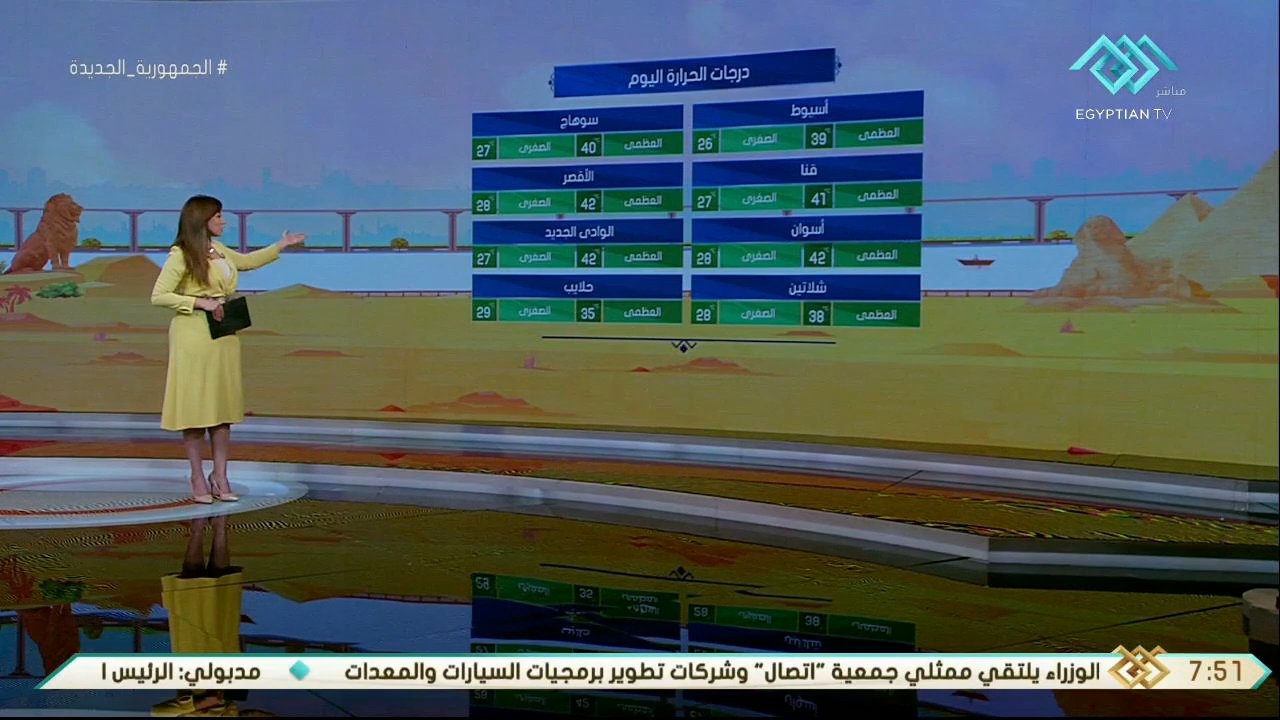 # الجمهورية_الجديدة
مباشر
EGYPTIAN TV
درجات الحرارة اليوم
أسيوط
العظمى 39° الصغرى 26°
سوهاج
العظمى 40° الصغرى 27°
قنا
العظمى 41° الصغرى 27°
الأقصر
العظمى 42° الصغرى 28°
أسوان
العظمى 42° الصغرى 28°
الوادى الجديد
العظمى 42° الصغرى 27°
شلاتين
العظمى 38° الصغرى 28°
حلايب
العظمى 35° الصغرى 29°
7:51
الوزراء يلتقي ممثلي جمعية “اتصال” وشركات تطوير برمجيات السيارات والمعدات ◆ مدبولي: الرئيس ا